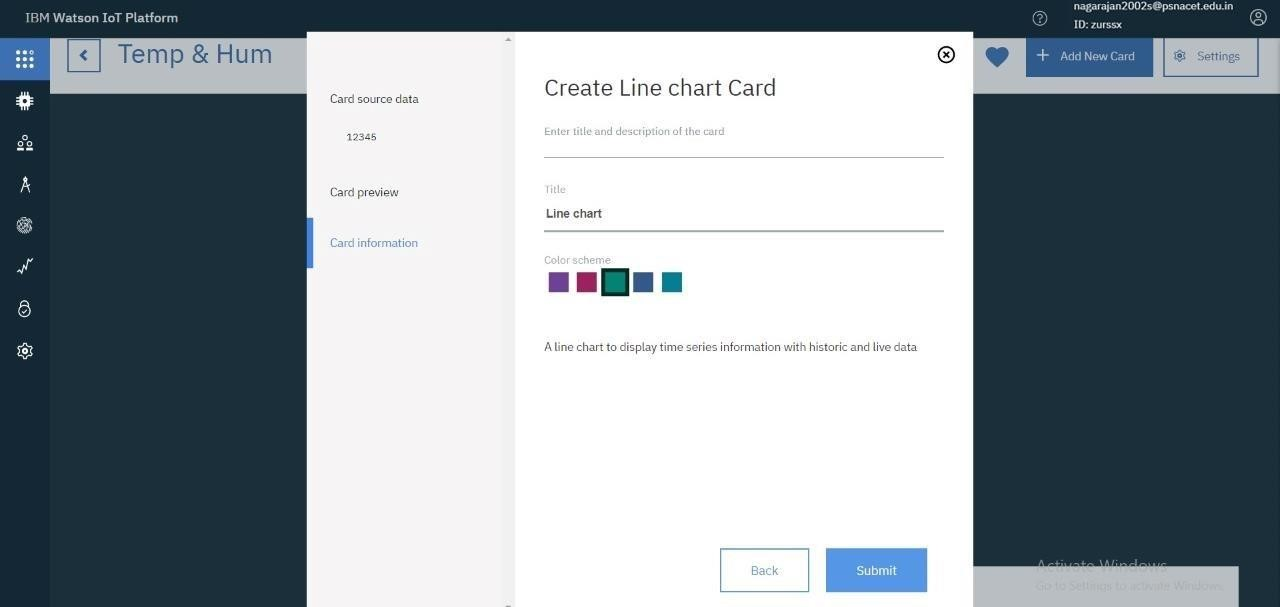 IBM Watson IoT Platform
nagarajan2002s@psnacet.edu.in
ID: zurssx
Temp & Hum
Add New Card
Settings
Card source data
12345
Card preview
Card information
Create Line chart Card
Enter title and description of the card
Title
Line chart
Color scheme
A line chart to display time series information with historic and live data
Back
Submit
Activate Windows
Go to Settings to activate Windows.